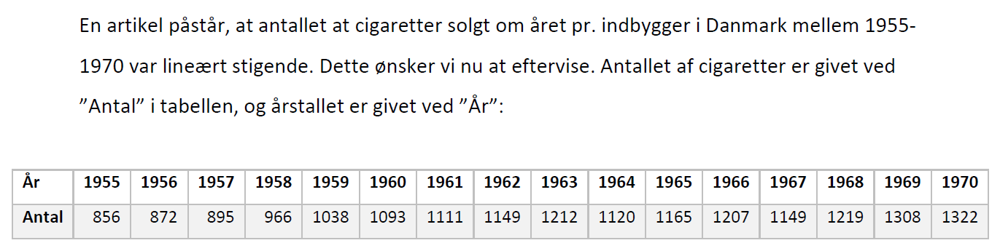 En artikel påstår, at antallet at cigaretter solgt om året pr. indbygger i Danmark mellem 1955-
1970 var lineært stigende. Dette ønsker vi nu at eftervise. Antallet af cigaretter er givet ved
”Antal” i tabellen, og årstallet er givet ved ”År”:
År 1955 1956 1957 1958 1959 1960 1961 1962 1963 1964 1965 1966 1967 1968 1969 1970
Antal 856 872 895 966 1038 1093 1111 1149 1212 1120 1165 1207 1149 1219 1308 1322